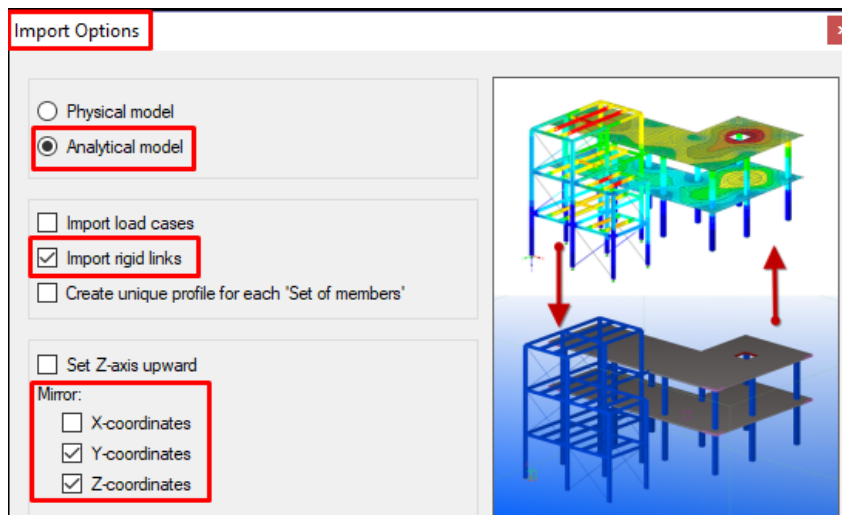 Import Options
Physical model
Analytical model
Import load cases
Import rigid links
Create unique profile for each 'Set of members'
Set Z-axis upward
Mirror:
X-coordinates
Y-coordinates
Z-coordinates